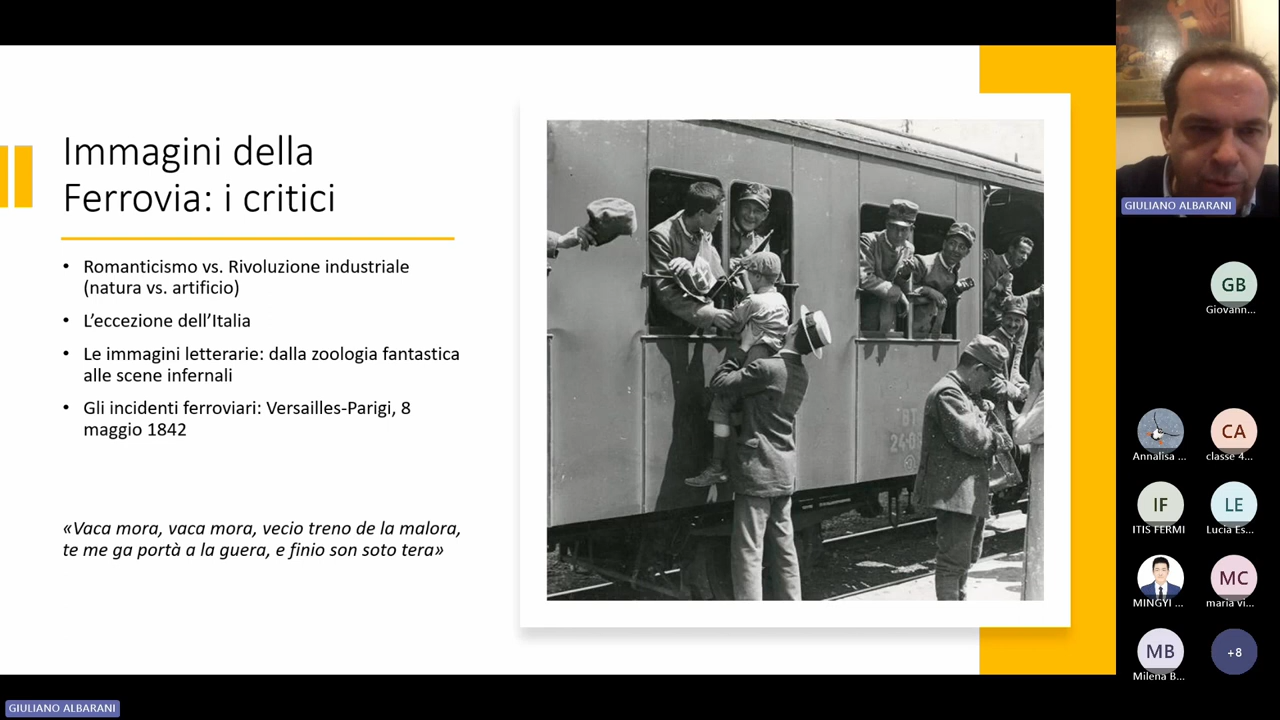 Immagini della
Ferrovia: i critici
• Romanticismo vs. Rivoluzione industriale
(natura vs. artificio)
• L'eccezione dell'Italia
• Le immagini letterarie: dalla zoologia fantastica
alle scene infernali
• Gli incidenti ferroviari: Versailles-Parigi, 8
maggio 1842
«Vaca mora, vaca mora, vecio treno de la malora,
te me ga portà a la guera, e finio son soto tera»
GIULIANO ALBARANI
GB
Giovann...
CA
Annalisa ...
classe 4...
IF
LE
ITIS FERMI
Lucia Es...
MC
MINGYI ...
maria vi...
MB
+8
Milena B...
GIULIANO ALBARANI